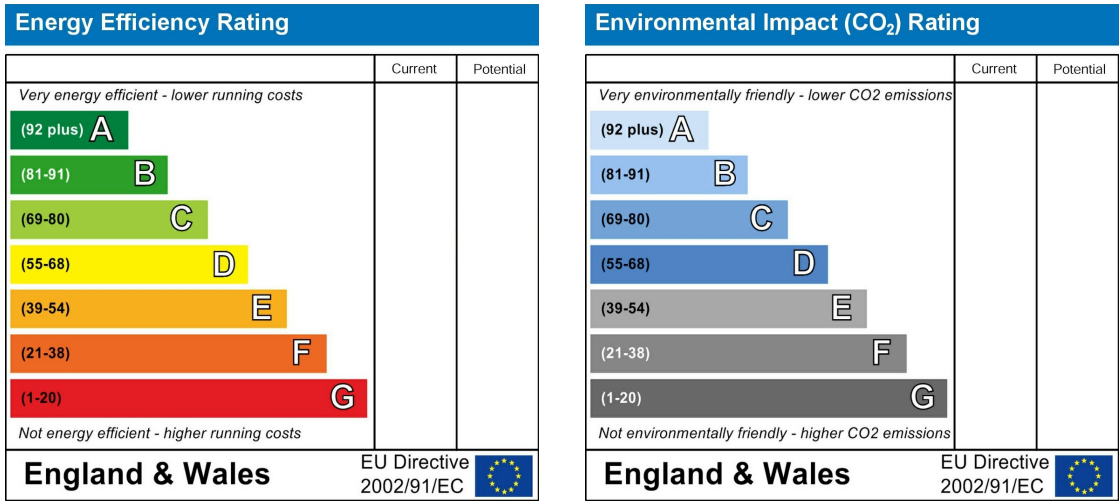 Energy Efficiency Rating
Current Potential
Very energy efficient - lower running costs
(92 plus) A
(81-91) B
(69-80) C
(55-68) D
(39-54) E
(21-38) F
(1-20) G
Not energy efficient - higher running costs
England & Wales
EU Directive
2002/91/EC
Environmental Impact (CO₂) Rating
Current Potential
Very environmentally friendly - lower CO2 emissions
(92 plus) A
(81-91) B
(69-80) C
(55-68) D
(39-54) E
(21-38) F
(1-20) G
Not environmentally friendly - higher CO2 emissions
England & Wales
EU Directive
2002/91/EC